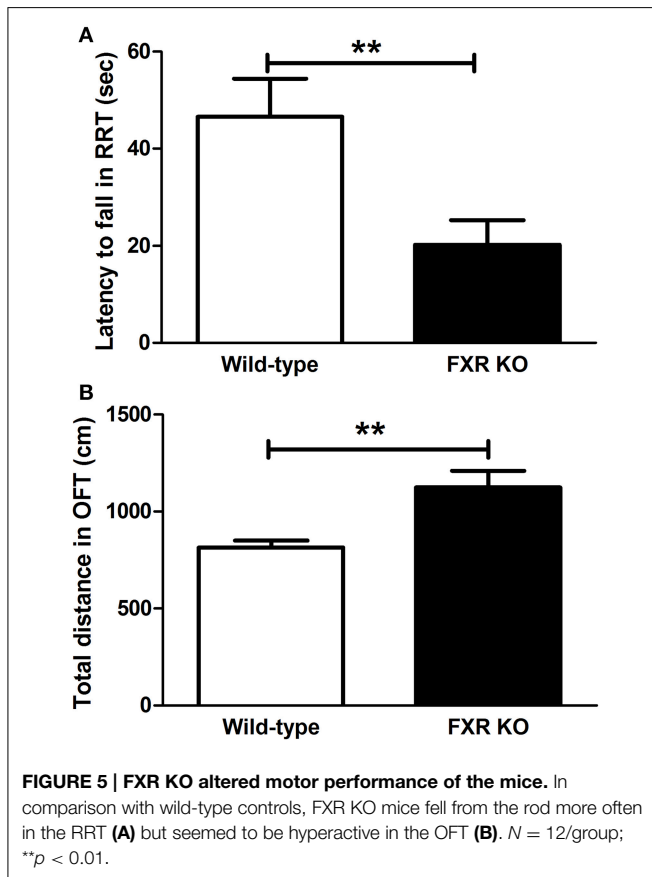 A
**
60
40
20
0
Latency to fall in RRT (sec)
Wild-type
FXR KO
B
**
1500
1000
500
0
Total distance in OFT (cm)
Wild-type
FXR KO
FIGURE 5 | FXR KO altered motor performance of the mice. In
comparison with wild-type controls, FXR KO mice fell from the rod more often
in the RRT (A) but seemed to be hyperactive in the OFT (B). N = 12/group;
**p < 0.01.